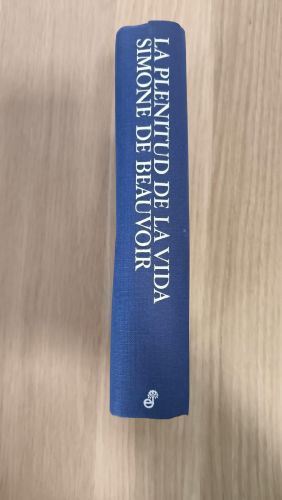 LA PLENITUD DE LA VIDA
SIMONE DE BEAUVOIR